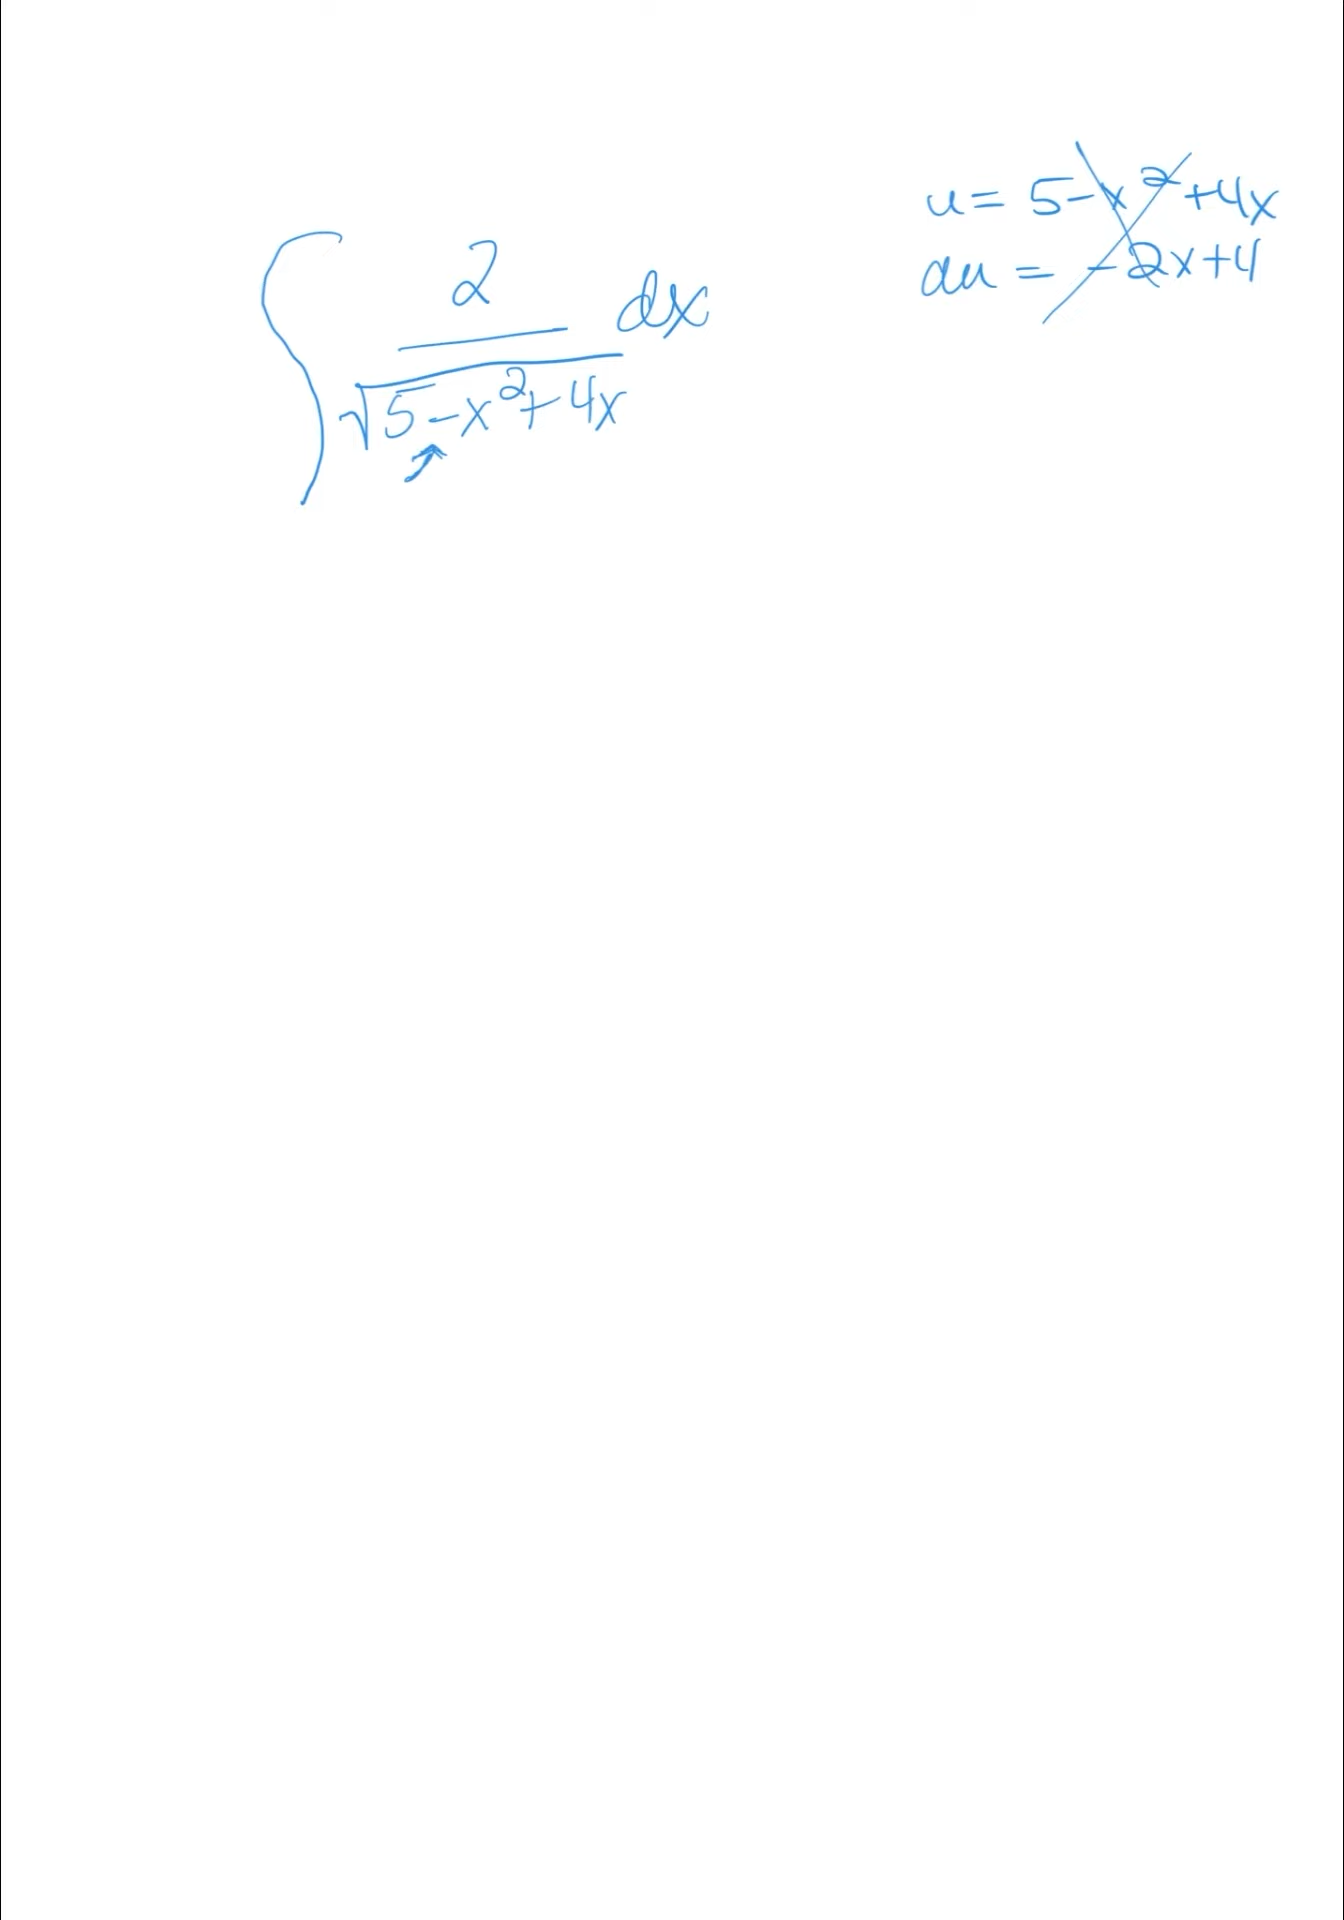 ∫ 2/√(5-x²+4x) dx
u = 5-x²+4x
du = -2x+4